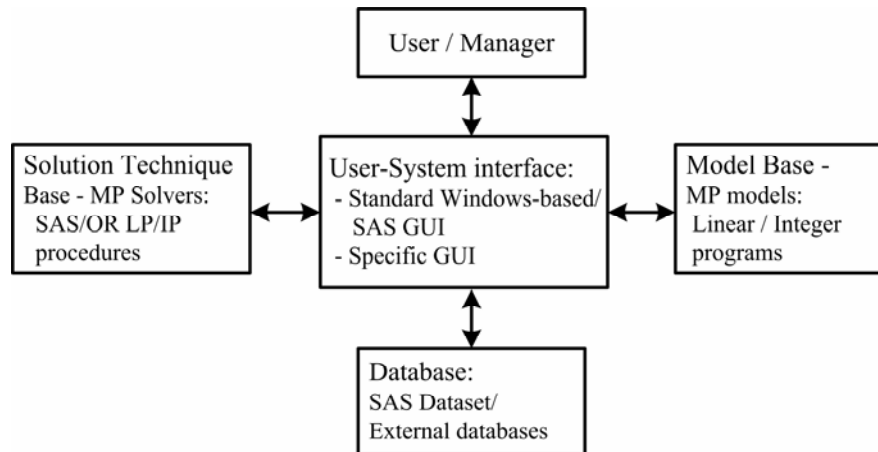 User / Manager
Solution Technique
Base - MP Solvers:
SAS/OR LP/IP
procedures
User-System interface:
- Standard Windows-based/
SAS GUI
- Specific GUI
Model Base -
MP models:
Linear / Integer
programs
Database:
SAS Dataset/
External databases